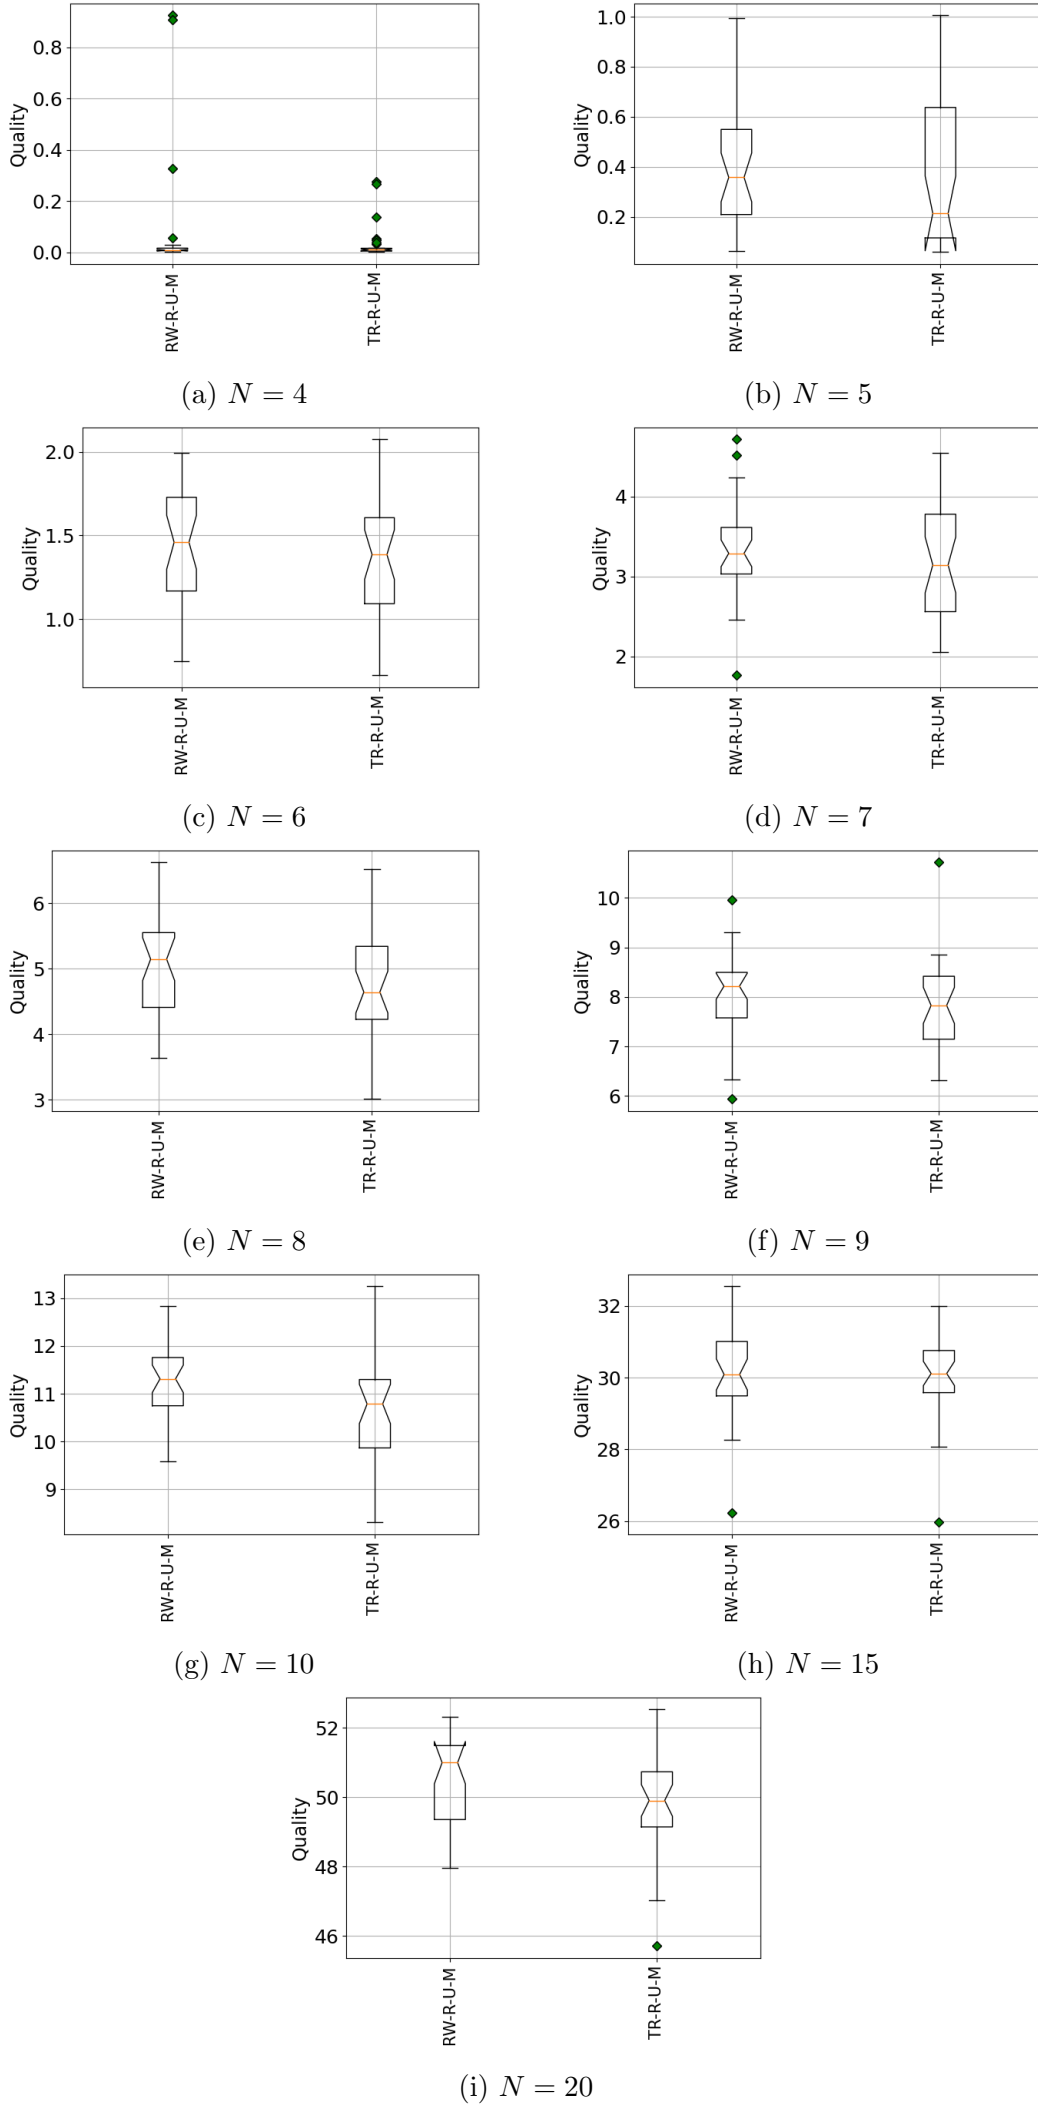 0.8
0.6
0.4
0.2
0.0
Quality
RW-R-U-M
TR-R-U-M
(a) N = 4
1.0
0.8
0.6
0.4
0.2
Quality
RW-R-U-M
TR-R-U-M
(b) N = 5
2.0
1.5
1.0
Quality
RW-R-U-M
TR-R-U-M
(c) N = 6
4
3
2
Quality
RW-R-U-M
TR-R-U-M
(d) N = 7
6
5
4
3
Quality
RW-R-U-M
TR-R-U-M
(e) N = 8
10
9
8
7
6
Quality
RW-R-U-M
TR-R-U-M
(f) N = 9
13
12
11
10
9
Quality
RW-R-U-M
TR-R-U-M
(g) N = 10
32
30
28
26
Quality
RW-R-U-M
TR-R-U-M
(h) N = 15
52
50
48
46
Quality
RW-R-U-M
TR-R-U-M
(i) N = 20